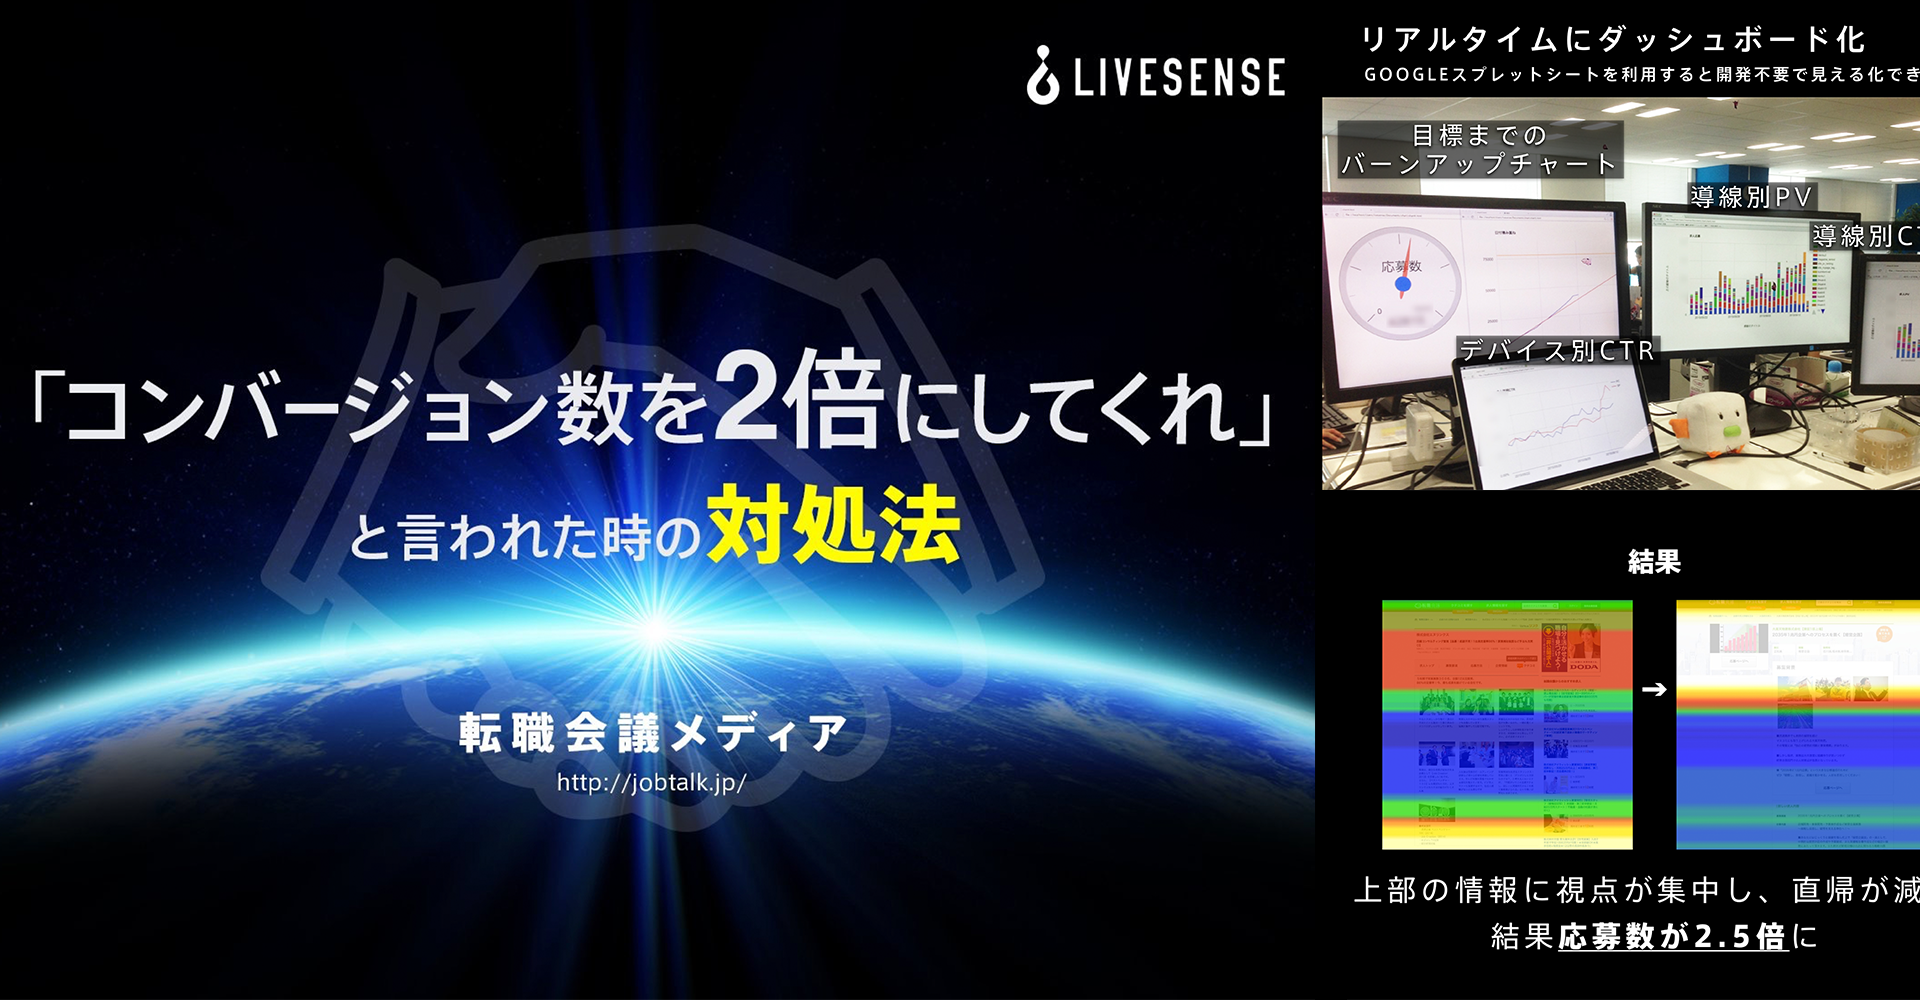 LIVESENSE
「コンバージョン数を2倍にしてくれ」
と言われた時の対処法
転職会議メディア
http://jobtalk.jp/
リアルタイムにダッシュボード化
GOOGLEスプレットシートを利用すると開発不要で見える化でき
目標までの
バーンアップチャート
導線別PV
導線別CT
応募数
0
デバイス別CTR
結果
DODA
→
上部の情報に視点が集中し、直帰が減
結果応募数が2.5倍に